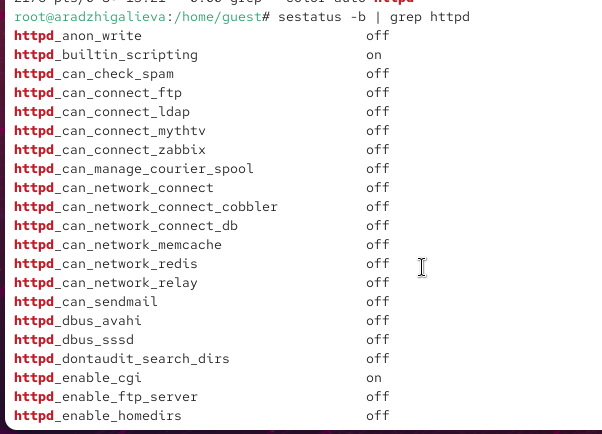 root@aradzhigalieva:/home/guest# sestatus -b | grep httpd
httpd_anon_write off
httpd_builtin_scripting on
httpd_can_check_spam off
httpd_can_connect_ftp off
httpd_can_connect_ldap off
httpd_can_connect_mythtv off
httpd_can_connect_zabbix off
httpd_can_manage_courier_spool off
httpd_can_network_connect off
httpd_can_network_connect_cobbler off
httpd_can_network_connect_db off
httpd_can_network_memcache off
httpd_can_network_redis off
httpd_can_network_relay off
httpd_can_sendmail off
httpd_dbus_avahi off
httpd_dbus_sssd off
httpd_dontaudit_search_dirs off
httpd_enable_cgi on
httpd_enable_ftp_server off
httpd_enable_homedirs off